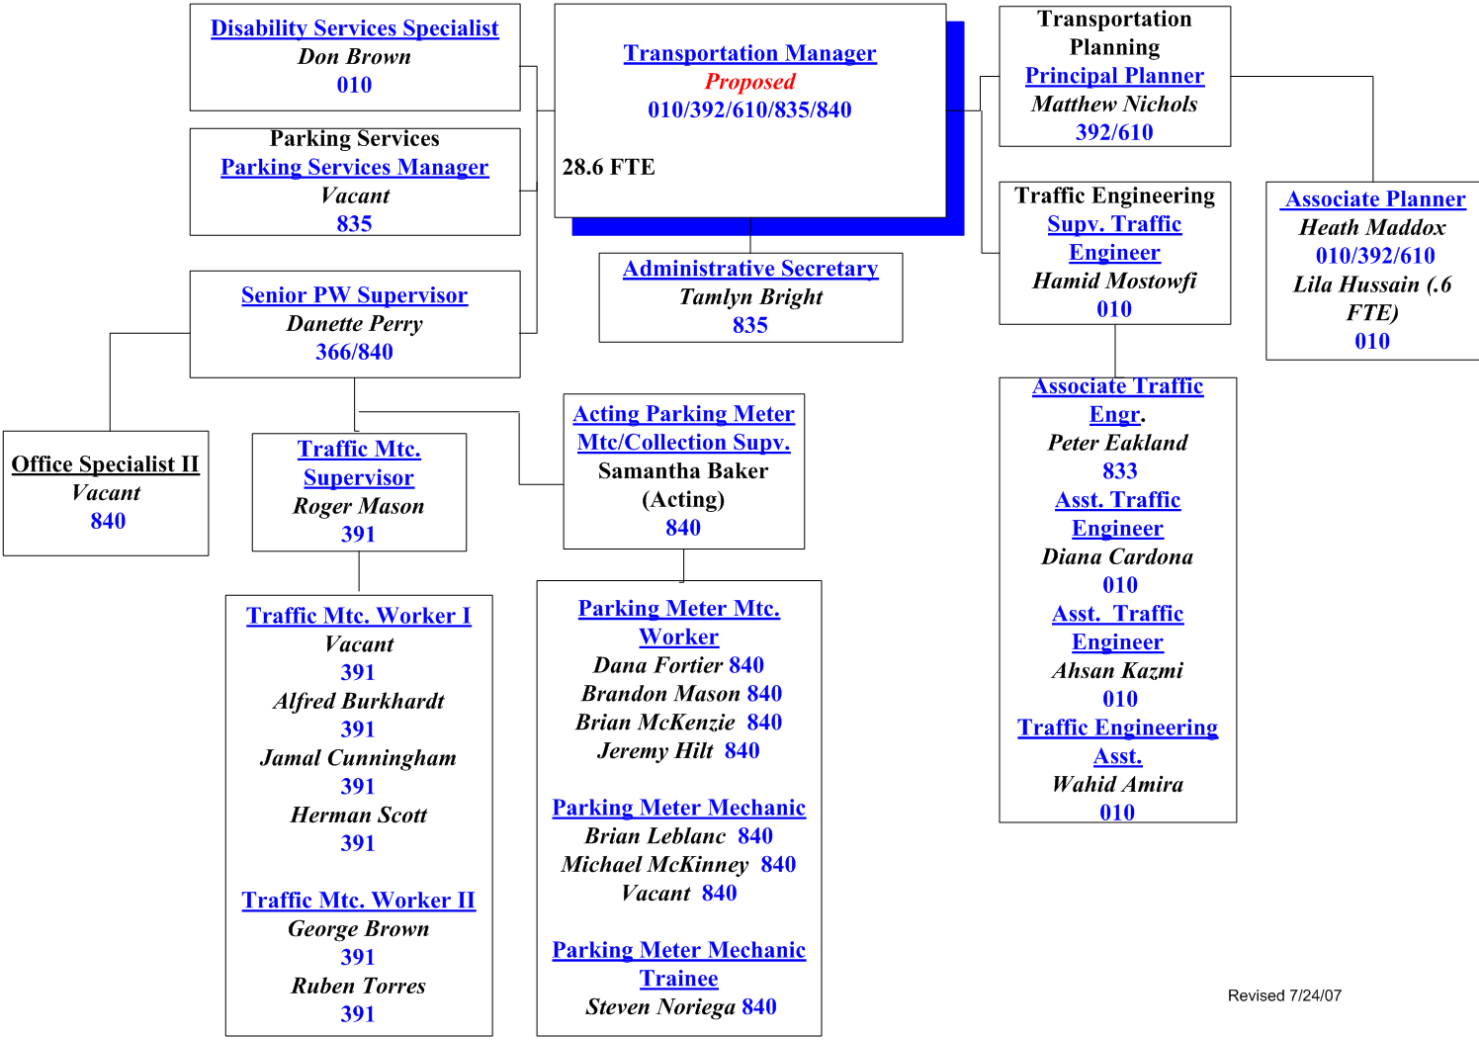 Disability Services Specialist
Don Brown
010
Parking Services
Parking Services Manager
Vacant
835
Transportation Manager
Proposed
010/392/610/835/840
28.6 FTE
Transportation
Planning
Principal Planner
Matthew Nichols
392/610
Traffic Engineering
Supv. Traffic
Engineer
Hamid Mostowfi
010
Associate Planner
Heath Maddox
010/392/610
Lila Hussain (.6
FTE)
010
Administrative Secretary
Tamlyn Bright
835
Senior PW Supervisor
Danette Perry
366/840
Office Specialist II
Vacant
840
Traffic Mtc.
Supervisor
Roger Mason
391
Acting Parking Meter
Mtc/Collection Supv.
Samantha Baker
(Acting)
840
Associate Traffic
Engr.
Peter Eakland
833
Asst. Traffic
Engineer
Diana Cardona
010
Asst.  Traffic
Engineer
Ahsan Kazmi
010
Traffic Engineering
Asst.
Wahid Amira
010
Traffic Mtc. Worker I
Vacant
391
Alfred Burkhardt
391
Jamal Cunningham
391
Herman Scott
391
Traffic Mtc. Worker II
George Brown
391
Ruben Torres
391
Parking Meter Mtc.
Worker
Dana Fortier 840
Brandon Mason 840
Brian McKenzie  840
Jeremy Hilt  840
Parking Meter Mechanic
Brian Leblanc  840
Michael McKinney  840
Vacant  840
Parking Meter Mechanic
Trainee
Steven Noriega 840
Revised 7/24/07